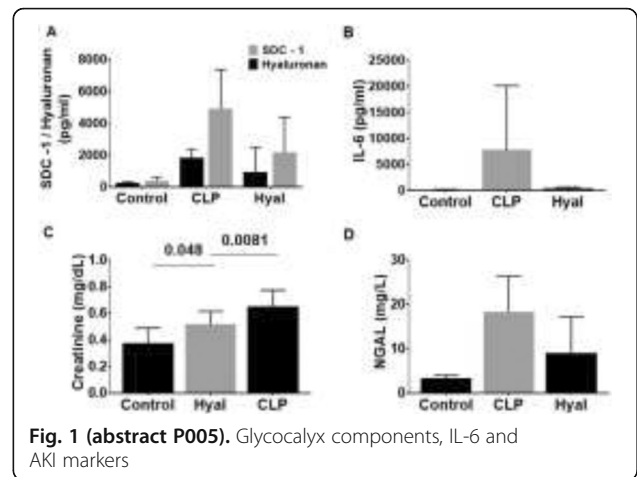 A
SDC - 1
Hyaluronan
SDC -1 / Hyaluronan
(pg/ml)
8000
6000
4000
2000
0
Control CLP Hyal
B
IL-6 (pg/ml)
25000
20000
15000
10000
5000
0
Control CLP Hyal
C
0.048 0.0081
Creatinine (mg/dL)
1.0
0.8
0.6
0.4
0.2
0.0
Control Hyal CLP
D
NGAL (mg/L)
30
20
10
0
Control CLP Hyal
Fig. 1 (abstract P005). Glycocalyx components, IL-6 and
AKI markers